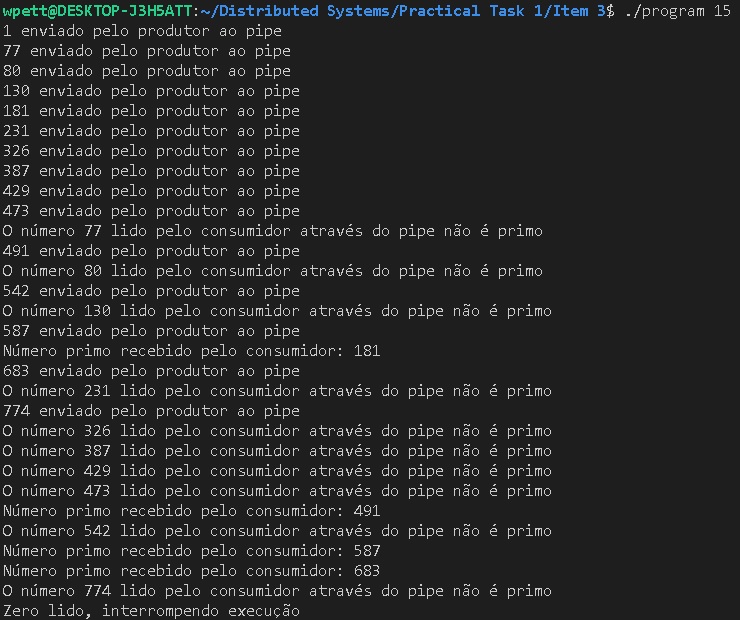 wpett@DESKTOP-J3H5ATT:~/Distributed Systems/Practical Task 1/Item 3$ ./program 15
1 enviado pelo produtor ao pipe
77 enviado pelo produtor ao pipe
80 enviado pelo produtor ao pipe
130 enviado pelo produtor ao pipe
181 enviado pelo produtor ao pipe
231 enviado pelo produtor ao pipe
326 enviado pelo produtor ao pipe
387 enviado pelo produtor ao pipe
429 enviado pelo produtor ao pipe
473 enviado pelo produtor ao pipe
O número 77 lido pelo consumidor através do pipe não é primo
491 enviado pelo produtor ao pipe
O número 80 lido pelo consumidor através do pipe não é primo
542 enviado pelo produtor ao pipe
O número 130 lido pelo consumidor através do pipe não é primo
587 enviado pelo produtor ao pipe
Número primo recebido pelo consumidor: 181
683 enviado pelo produtor ao pipe
O número 231 lido pelo consumidor através do pipe não é primo
774 enviado pelo produtor ao pipe
O número 326 lido pelo consumidor através do pipe não é primo
O número 387 lido pelo consumidor através do pipe não é primo
O número 429 lido pelo consumidor através do pipe não é primo
O número 473 lido pelo consumidor através do pipe não é primo
Número primo recebido pelo consumidor: 491
O número 542 lido pelo consumidor através do pipe não é primo
Número primo recebido pelo consumidor: 587
Número primo recebido pelo consumidor: 683
O número 774 lido pelo consumidor através do pipe não é primo
Zero lido, interrompendo execução